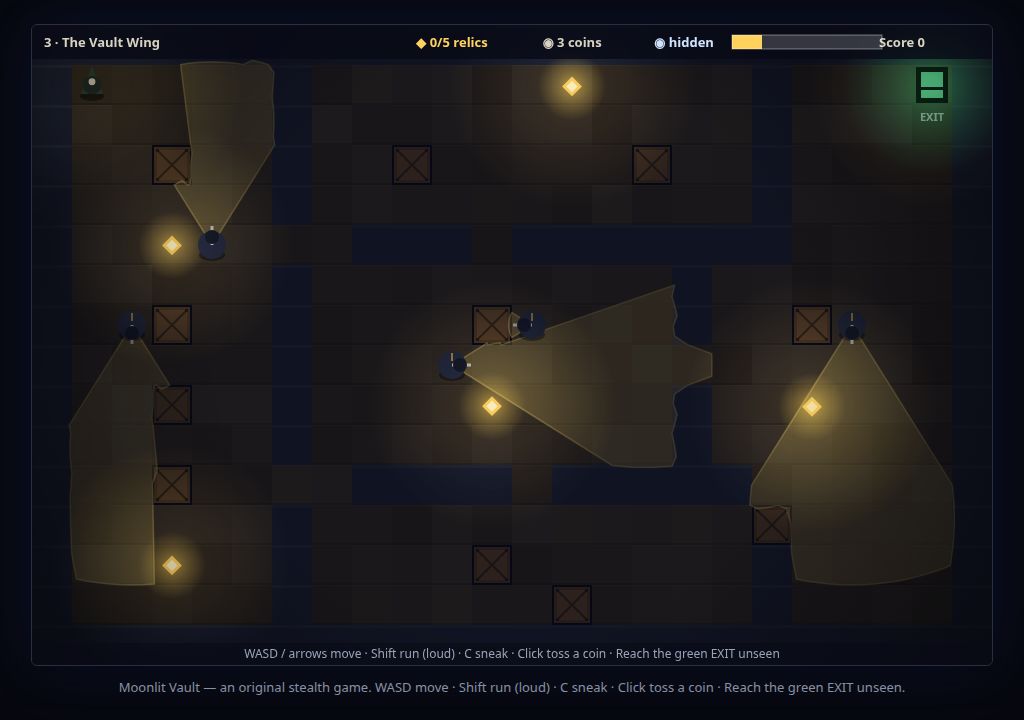 3 · The Vault Wing ◆ 0/5 relics ◉ 3 coins ◉ hidden Score 0
EXIT
WASD / arrows move · Shift run (loud) · C sneak · Click toss a coin · Reach the green EXIT unseen
Moonlit Vault — an original stealth game. WASD move · Shift run (loud) · C sneak · Click toss a coin · Reach the green EXIT unseen.